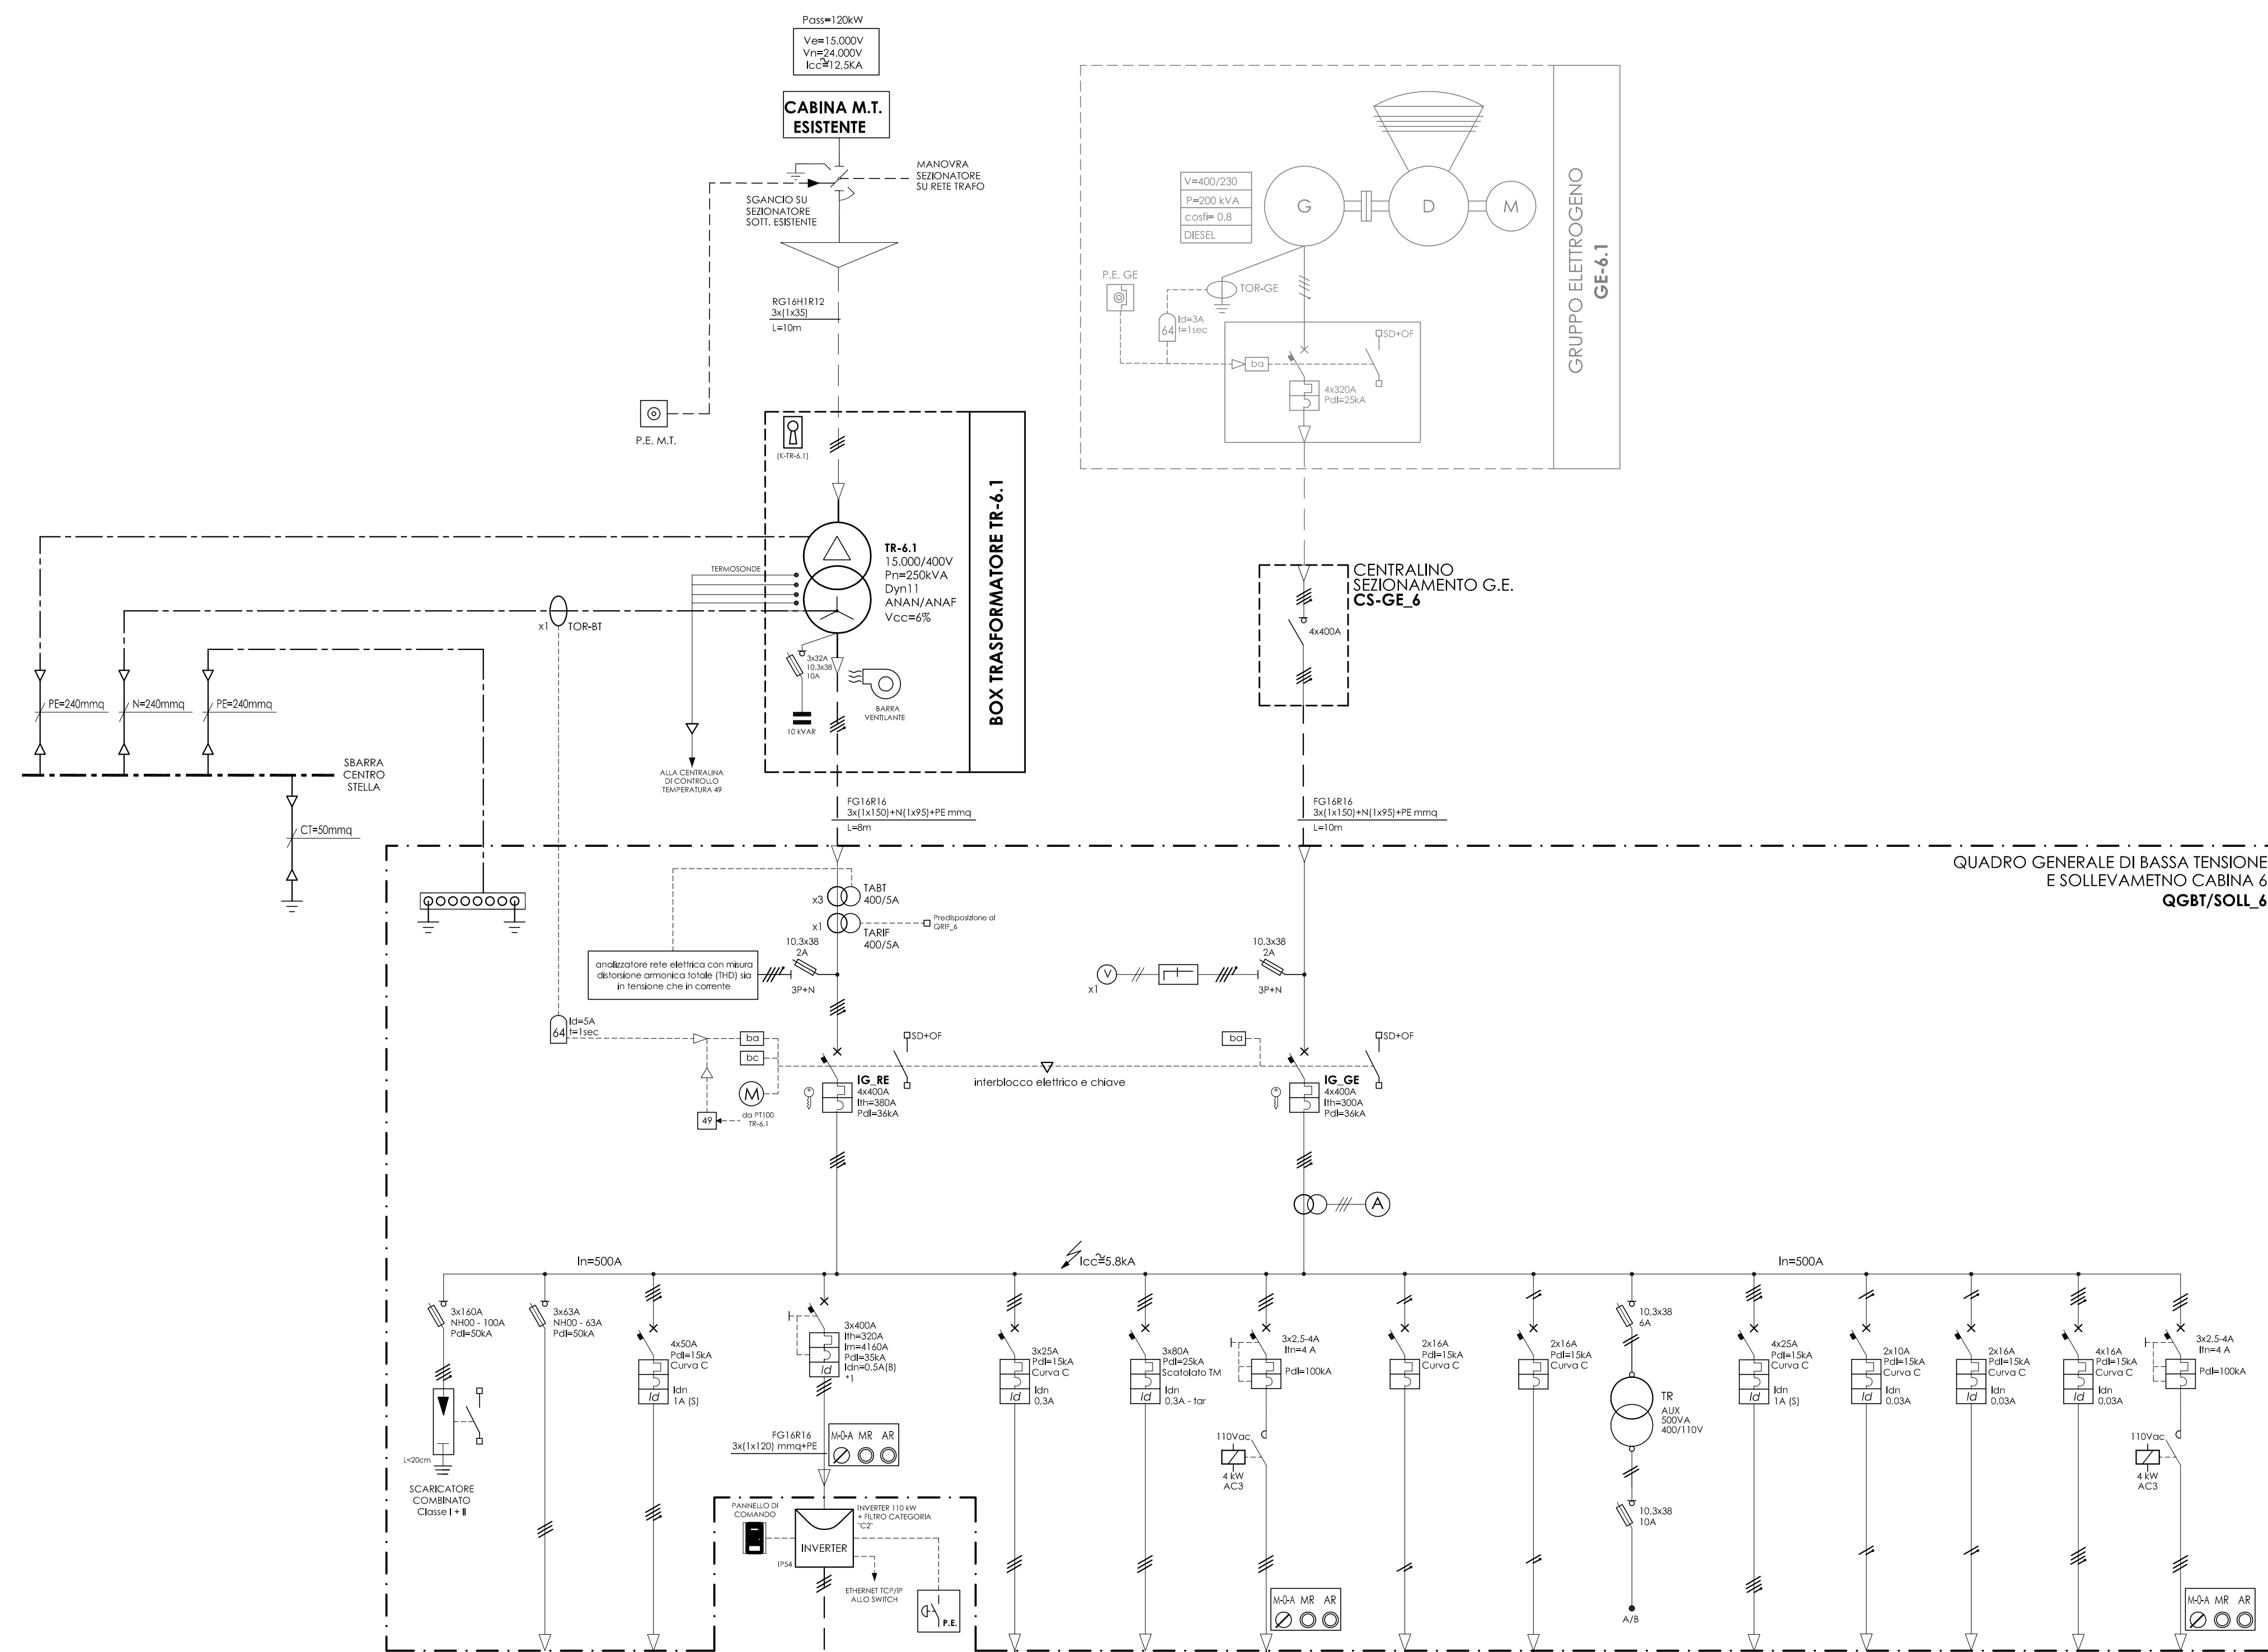 Pass=120kW
Ve=15.000V
Vn=24.000V
Icc≅12,5KA
CABINA M.T.
ESISTENTE
MANOVRA
SEZIONATORE
SU RETE TRAFO
SGANCIO SU
SEZIONATORE
SOTT. ESISTENTE
RG16H1R12
3x(1x35)
L=10m
P.E. M.T.
(K-TR-6.1)
BOX TRASFORMATORE TR-6.1
TR-6.1
15.000/400V
Pn=250kVA
Dyn11
ANAN/ANAF
Vcc=6%
TERMOSONDE
3x32A
10,3x38
10A
10 kVAR
BARRA
VENTILANTE
ALLA CENTRALINA
DI CONTROLLO
TEMPERATURA 49
x1
TOR-BT
PE=240mmq
N=240mmq
PE=240mmq
SBARRA
CENTRO
STELLA
CT=50mmq
V=400/230
P=200 kVA
cosfi= 0,8
DIESEL
G
D
M
GRUPPO ELETTROGENO
GE-6.1
P.E. GE
TOR-GE
64
Id=3A
t=1sec
ba
SD+OF
4x320A
PdI=25kA
CENTRALINO
SEZIONAMENTO G.E.
CS-GE_6
4x400A
FG16R16
3x(1x150)+N(1x95)+PE mmq
L=8m
FG16R16
3x(1x150)+N(1x95)+PE mmq
L=10m
QUADRO GENERALE DI BASSA TENSIONE
E SOLLEVAMETNO CABINA 6
QGBT/SOLL_6
x3
TABT
400/5A
x1
TARIF
400/5A
Predisposizione al
QRIF_6
10,3x38
2A
3P+N
analizzatore rete elettrica con misura
distorsione armonica totale (THD) sia
in tensione che in corrente
V
x1
10,3x38
2A
3P+N
64
Id=5A
t=1sec
ba
bc
M
49
da PT100
TR-6.1
SD+OF
IG_RE
4x400A
Ith=380A
PdI=36kA
interblocco elettrico e chiave
ba
SD+OF
IG_GE
4x400A
Ith=300A
PdI=36kA
A
In=500A
Icc≅5.8kA
In=500A
3x160A
NH00 - 100A
PdI=50kA
L<20cm
SCARICATORE
COMBINATO
Classe I + II
3x63A
NH00 - 63A
PdI=50kA
4x50A
PdI=15kA
Curva C
Id
Idn
1A (S)
3x400A
Ith=320A
Im=4160A
PdI=35kA
Idn=0,5A(B)
*1
Id
FG16R16
3x(1x120) mmq+PE
M-0-A MR AR
PANNELLO DI
COMANDO
INVERTER 110 kW
+ FILTRO CATEGORIA
"C2"
INVERTER
IP54
ETHERNET TCP/IP
ALLO SWITCH
P.E.
3x25A
PdI=15kA
Curva C
Id
Idn
0,3A
3x80A
PdI=25kA
Scatolato TM
Id
Idn
0,3A - tar
3x2,5-4A
Itn=4 A
PdI=100kA
110Vac
4 kW
AC3
M-0-A MR AR
2x16A
PdI=15kA
Curva C
2x16A
PdI=15kA
Curva C
10,3x38
6A
TR
AUX
500VA
400/110V
10,3x38
10A
A/B
4x25A
PdI=15kA
Curva C
Id
Idn
1A (S)
2x10A
PdI=15kA
Curva C
Id
Idn
0,03A
2x16A
PdI=15kA
Curva C
Id
Idn
0,03A
4x16A
PdI=15kA
Curva C
Id
Idn
0,03A
3x2,5-4A
Itn=4 A
PdI=100kA
110Vac
4 kW
AC3
M-0-A MR AR